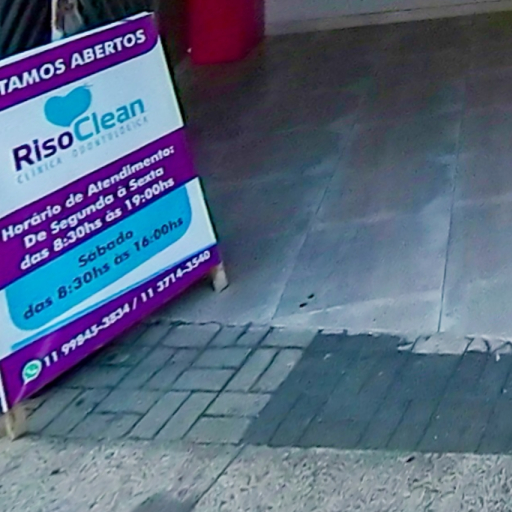 TAMOS ABERTOS
RisoClean
CLÍNICA ODONTOLÓGICA
Horário de Atendimento:
De Segunda à Sexta
das 8:30hs às 19:00hs
Sábado
das 8:30hs às 16:00hs
11 99845-3534 / 11 3714-3540